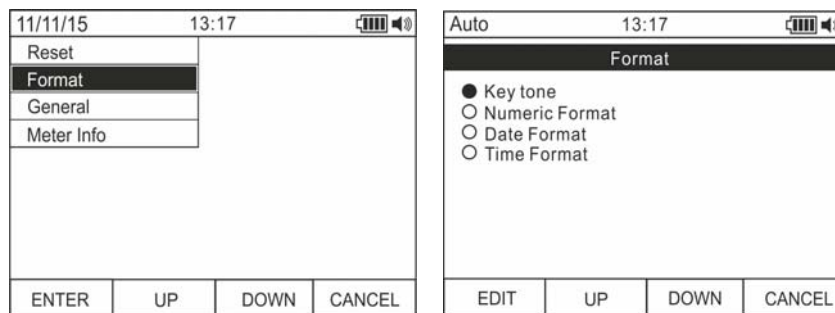 11/11/15 13:17
Reset
Format
General
Meter Info
ENTER UP DOWN CANCEL
Auto 13:17
Format
Key tone
Numeric Format
Date Format
Time Format
EDIT UP DOWN CANCEL